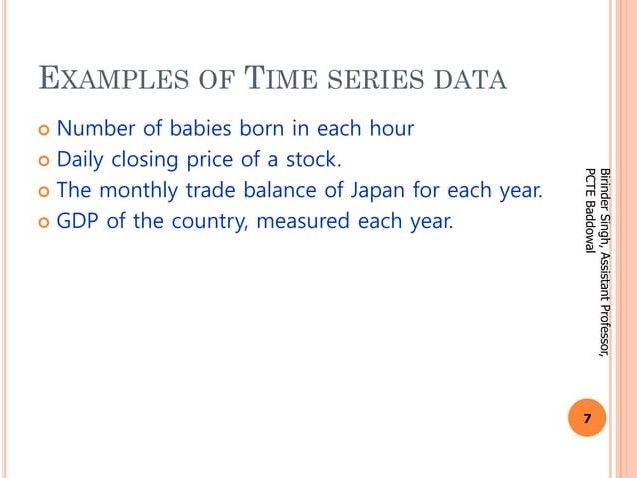 EXAMPLES OF TIME SERIES DATA
Number of babies born in each hour
Daily closing price of a stock.
The monthly trade balance of Japan for each year.
GDP of the country, measured each year.
Birinder Singh, Assistant Professor,
PCTE Baddowal
7